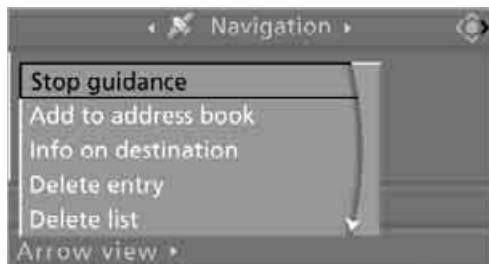 Navigation
Stop guidance
Add to address book
Info on destination
Delete entry
Delete list
Arrow view